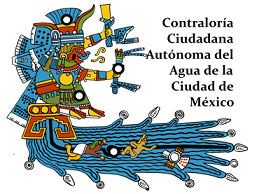 Contraloría
Ciudadana
Autónoma del
Agua de la
Ciudad de
México